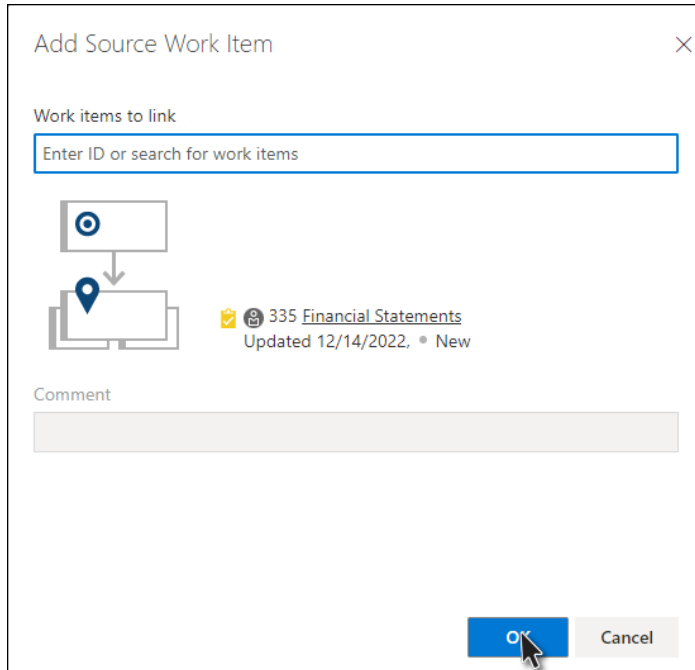 Add Source Work Item
Work items to link
Enter ID or search for work items
335 Financial Statements
Updated 12/14/2022, • New
Comment
OK
Cancel